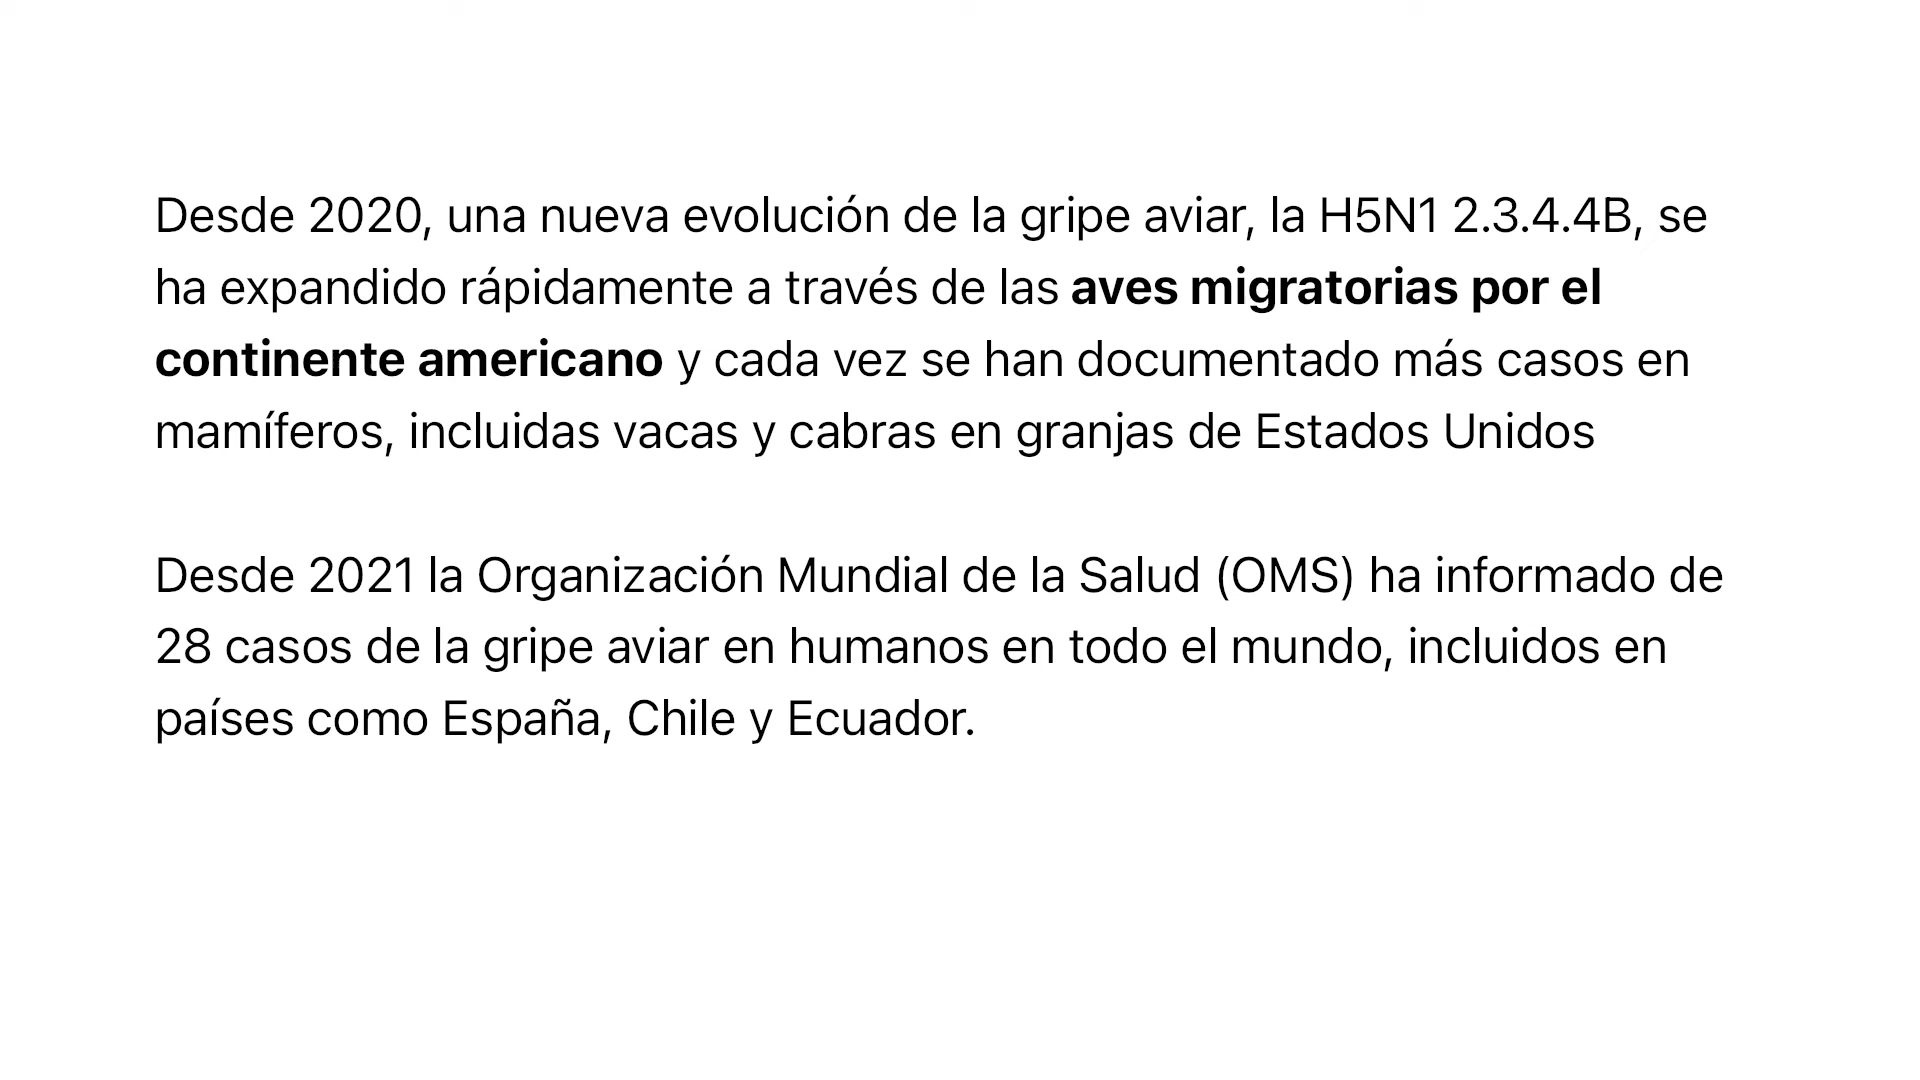 Desde 2020, una nueva evolución de la gripe aviar, la H5N1 2.3.4.4B, se
ha expandido rápidamente a través de las aves migratorias por el
continente americano y cada vez se han documentado más casos en
mamíferos, incluidas vacas y cabras en granjas de Estados Unidos
Desde 2021 la Organización Mundial de la Salud (OMS) ha informado de
28 casos de la gripe aviar en humanos en todo el mundo, incluidos en
países como España, Chile y Ecuador.